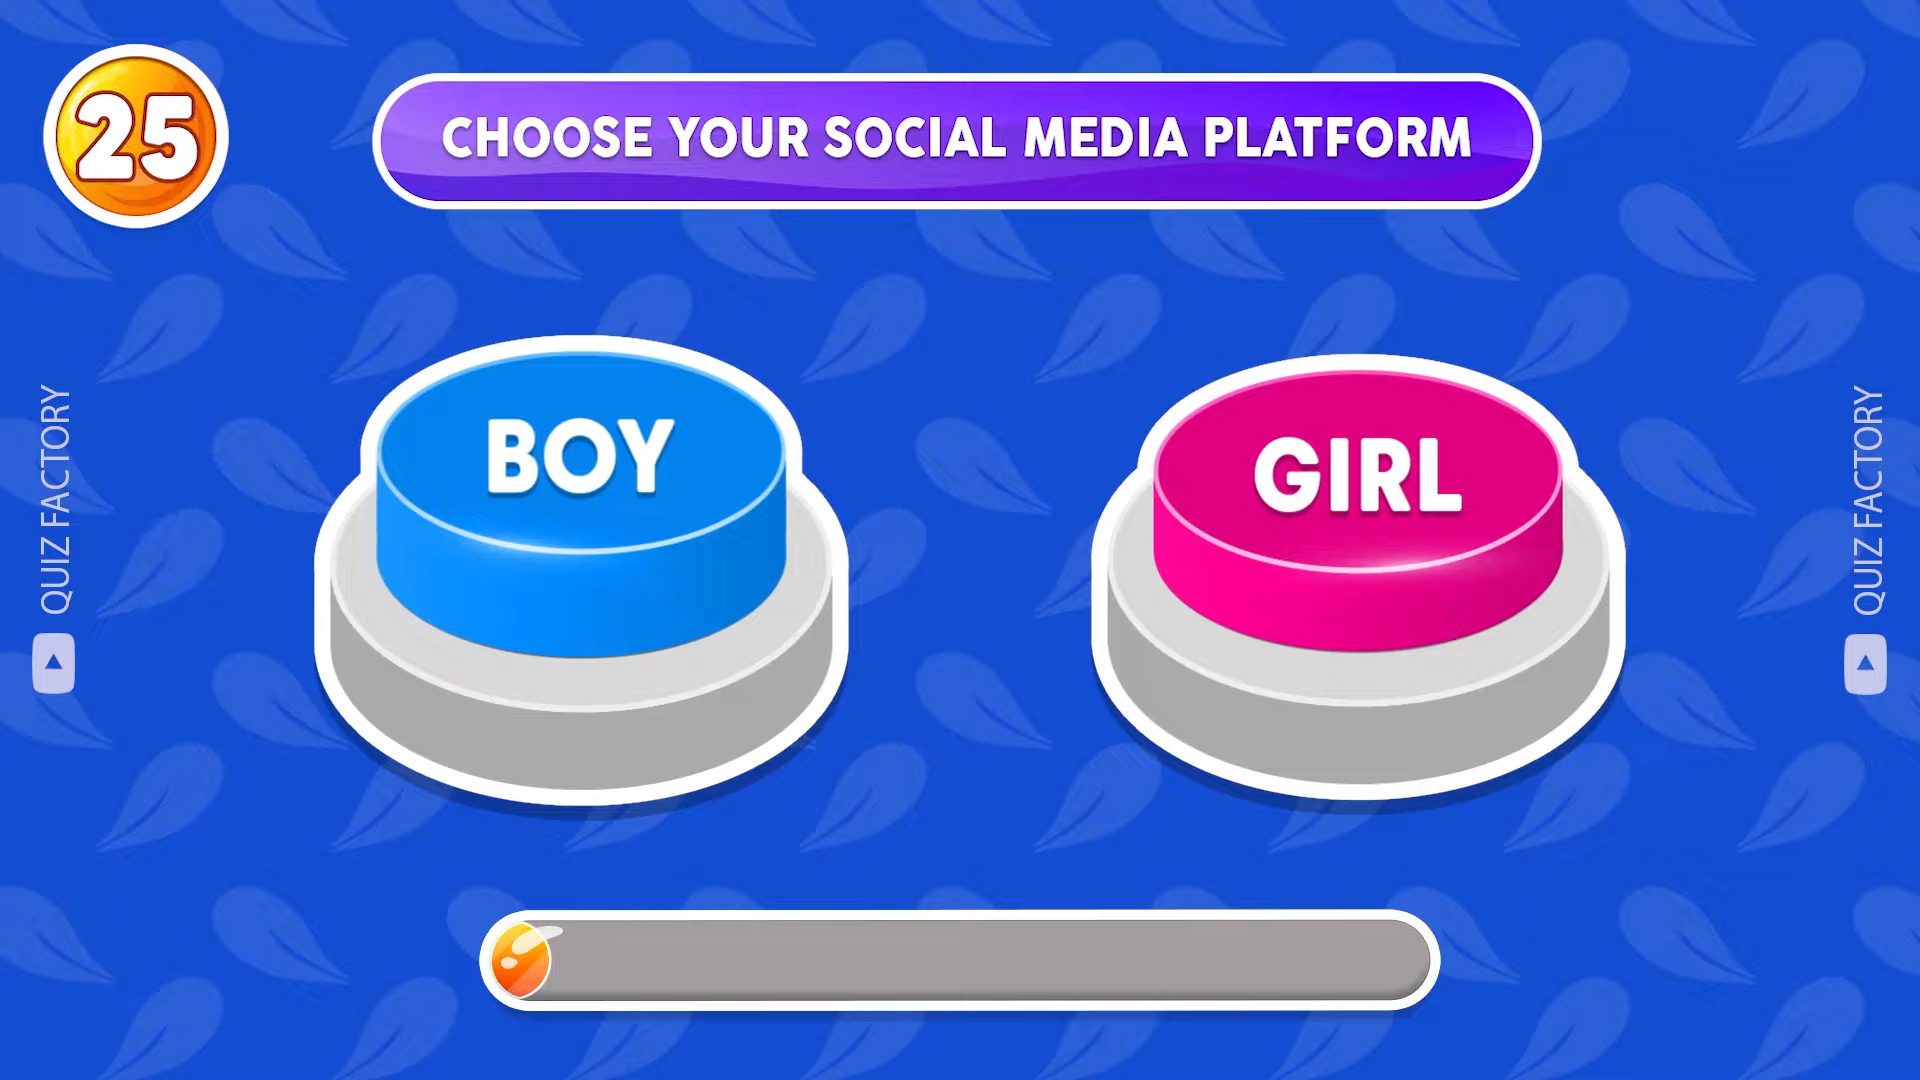 25
CHOOSE YOUR SOCIAL MEDIA PLATFORM
BOY
GIRL
QUIZ FACTORY
QUIZ FACTORY